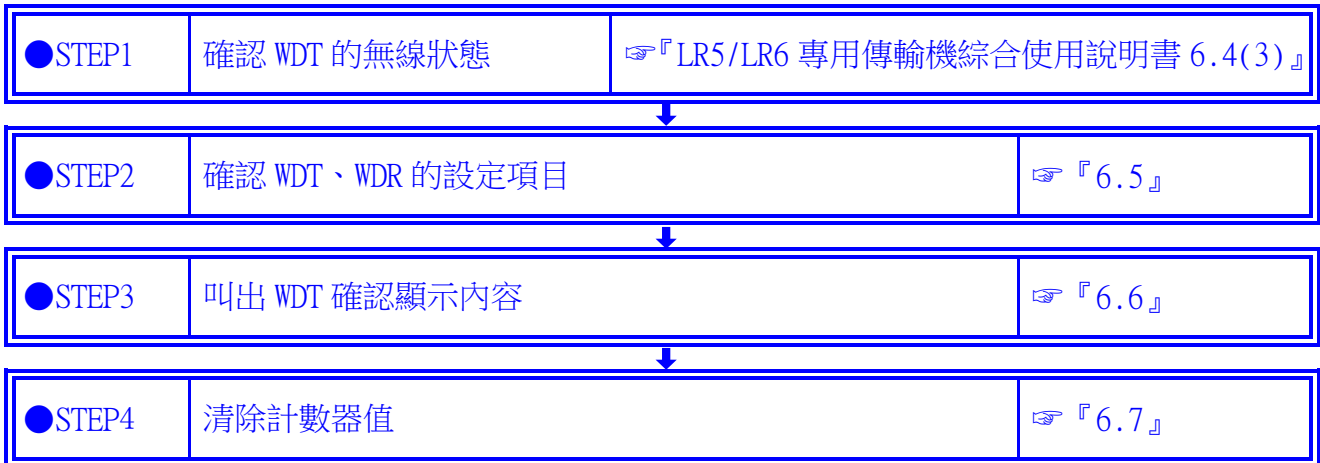 ●STEP1 確認 WDT 的無線狀態 ☞『LR5/LR6 專用傳輸機綜合使用說明書 6.4(3)』
●STEP2 確認 WDT、WDR 的設定項目 ☞『6.5』
●STEP3 叫出 WDT 確認顯示內容 ☞『6.6』
●STEP4 清除計數器值 ☞『6.7』